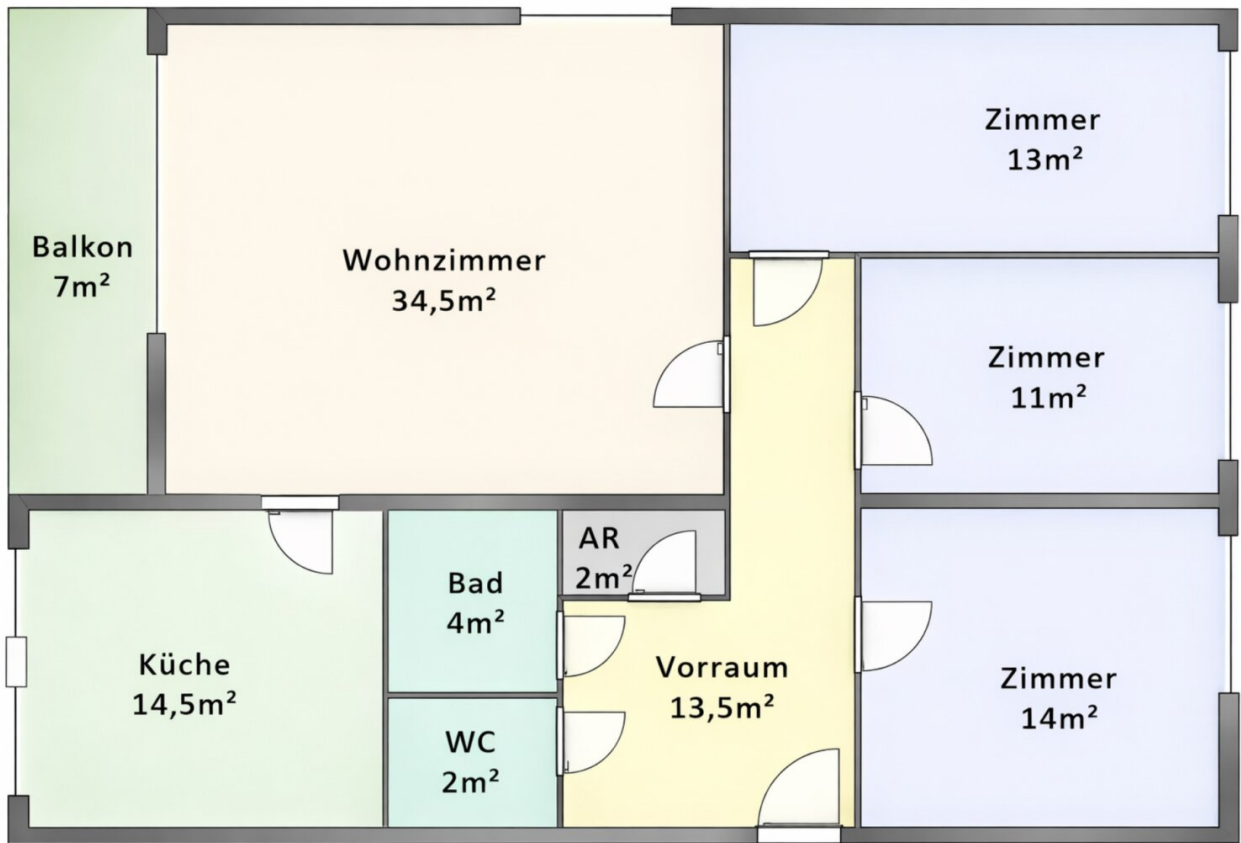 Zimmer
13m²
Balkon
7m²
Wohnzimmer
34,5m²
Zimmer
11m²
AR
2m²
Bad
4m²
Küche
14,5m²
Vorraum
13,5m²
Zimmer
14m²
WC
2m²